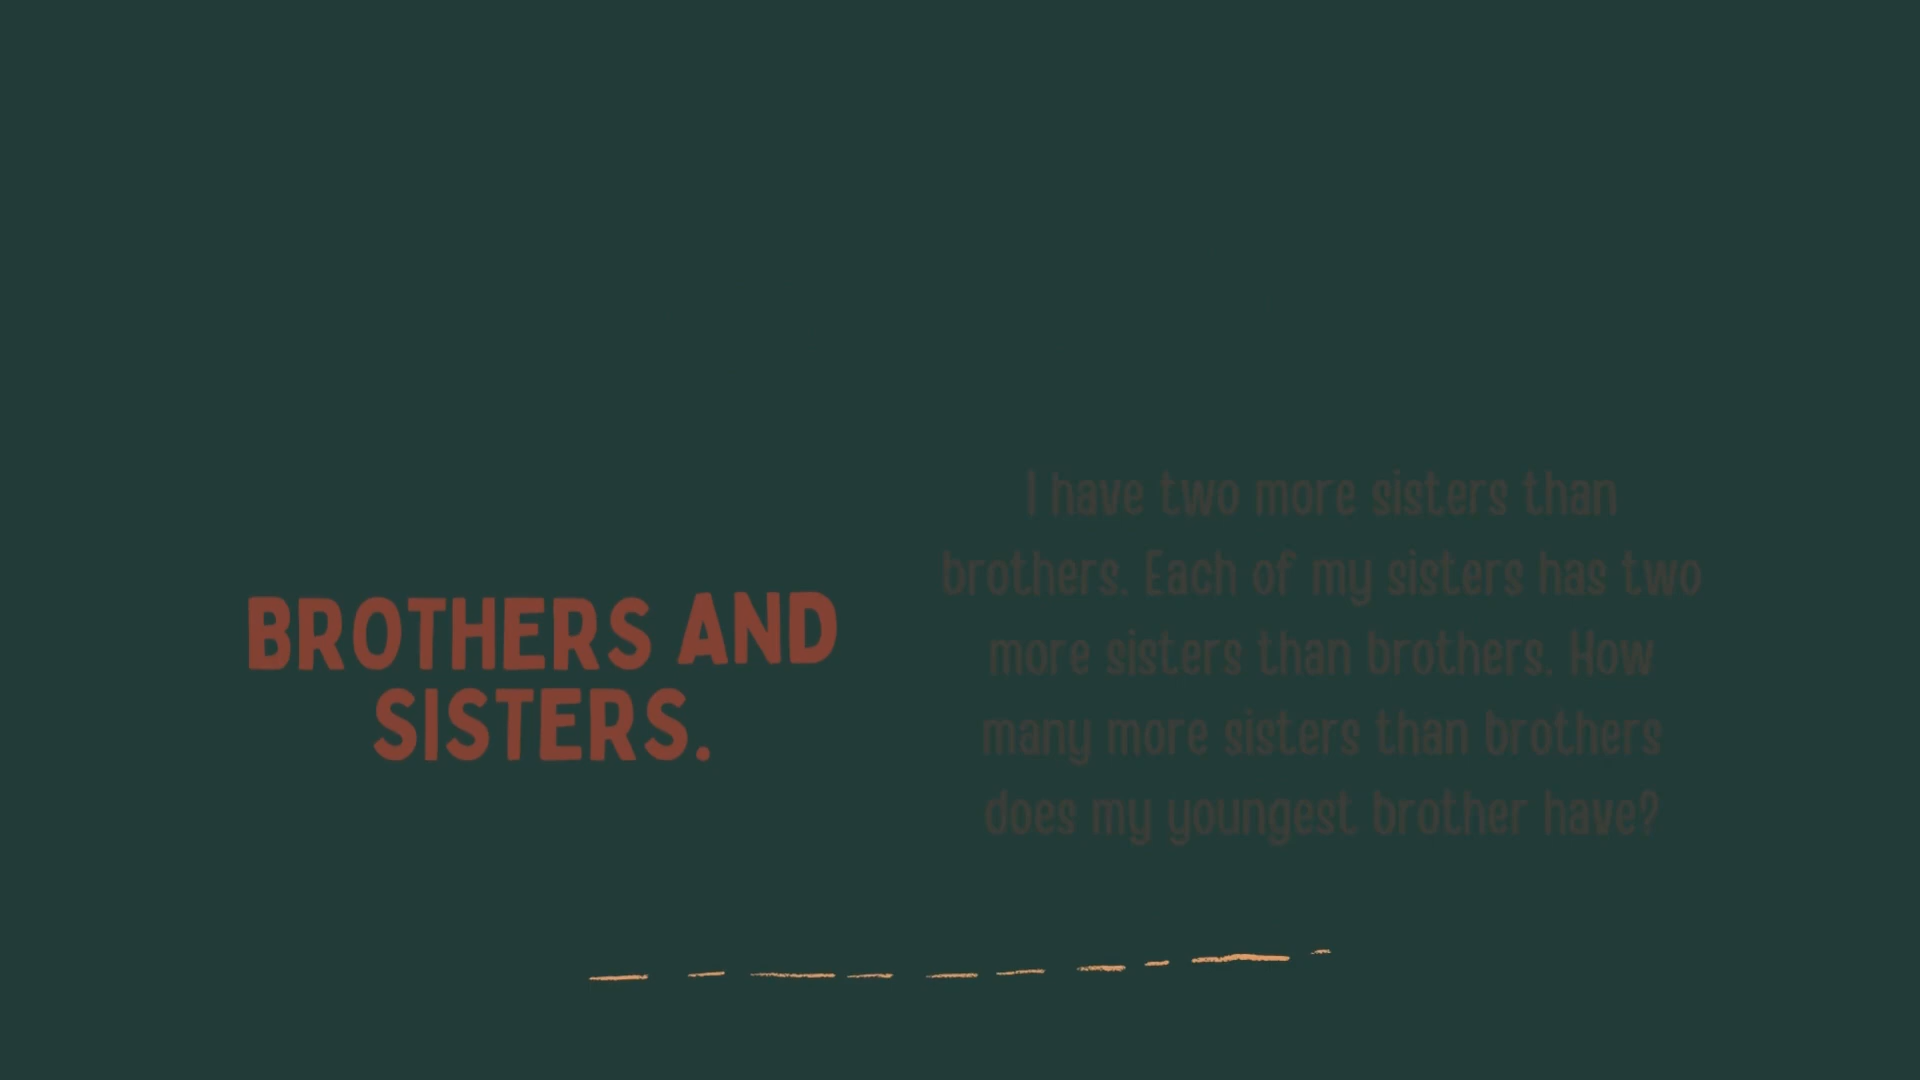 BROTHERS AND
SISTERS.
I have two more sisters than
brothers. Each of my sisters has two
more sisters than brothers. How
many more sisters than brothers
does my youngest brother have?